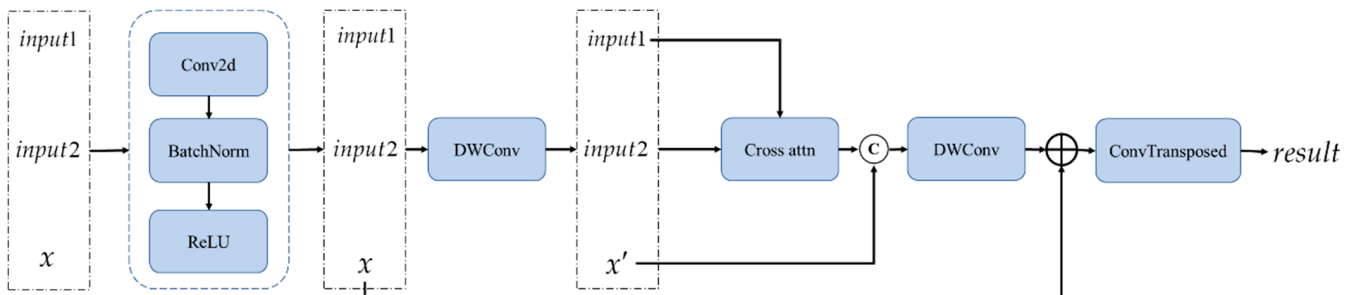 input1
input2
x
Conv2d
BatchNorm
ReLU
input1
input2
x
DWConv
input1
input2
x′
Cross attn
C
DWConv
ConvTransposed
result